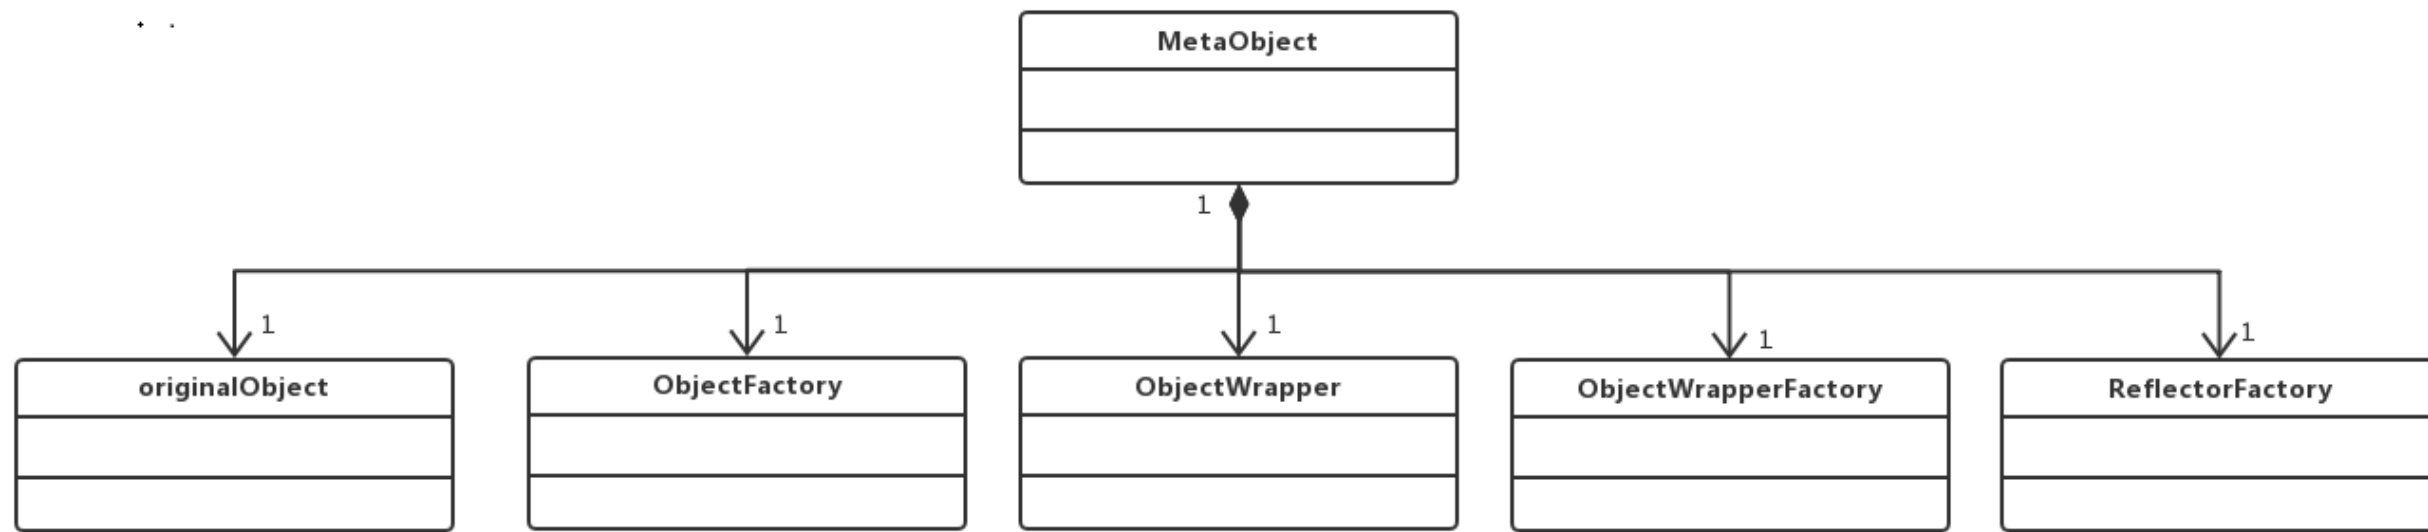 MetaObject
1
1
1
1
1
1
originalObject
ObjectFactory
ObjectWrapper
ObjectWrapperFactory
ReflectorFactory